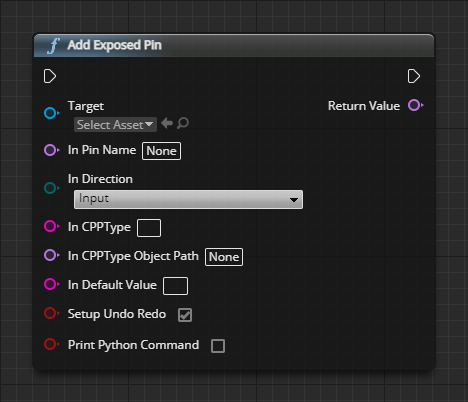 f Add Exposed Pin
Target Return Value
Select Asset
In Pin Name None
In Direction
Input
In CPPType
In CPPType Object Path None
In Default Value
Setup Undo Redo
Print Python Command